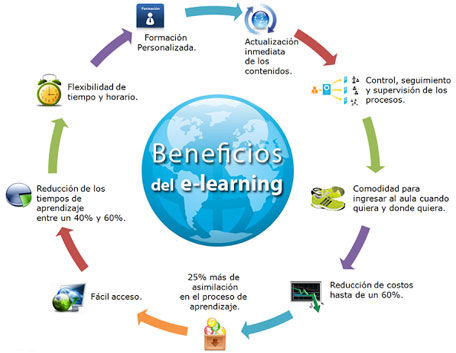 Formación
Formación
Personalizada.
Actualización
inmediata
de los
contenidos.
Control, seguimiento
y supervisión de los
procesos.
Comodidad para
ingresar al aula cuando
quiera y donde quiera.
Reducción de costos
hasta de un 60%.
25% más de
asimilación
en el proceso de
aprendizaje.
Fácil acceso.
Reducción de los
tiempos de
aprendizaje
entre un 40% y 60%.
Flexibilidad de
tiempo y horario.
Beneficios
del e-learning